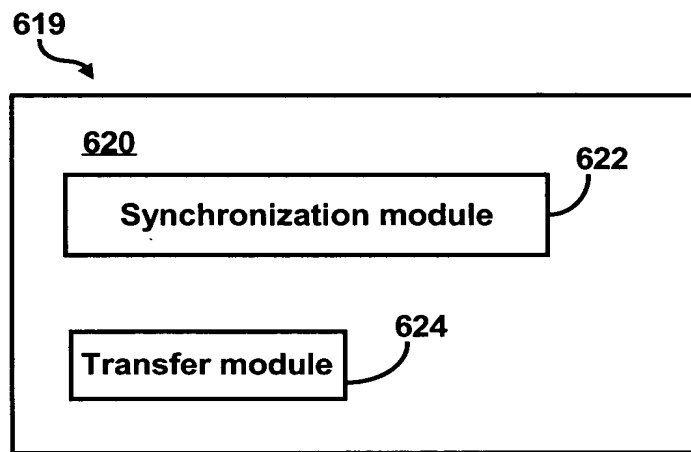 619
620
622
Synchronization module
624
Transfer module